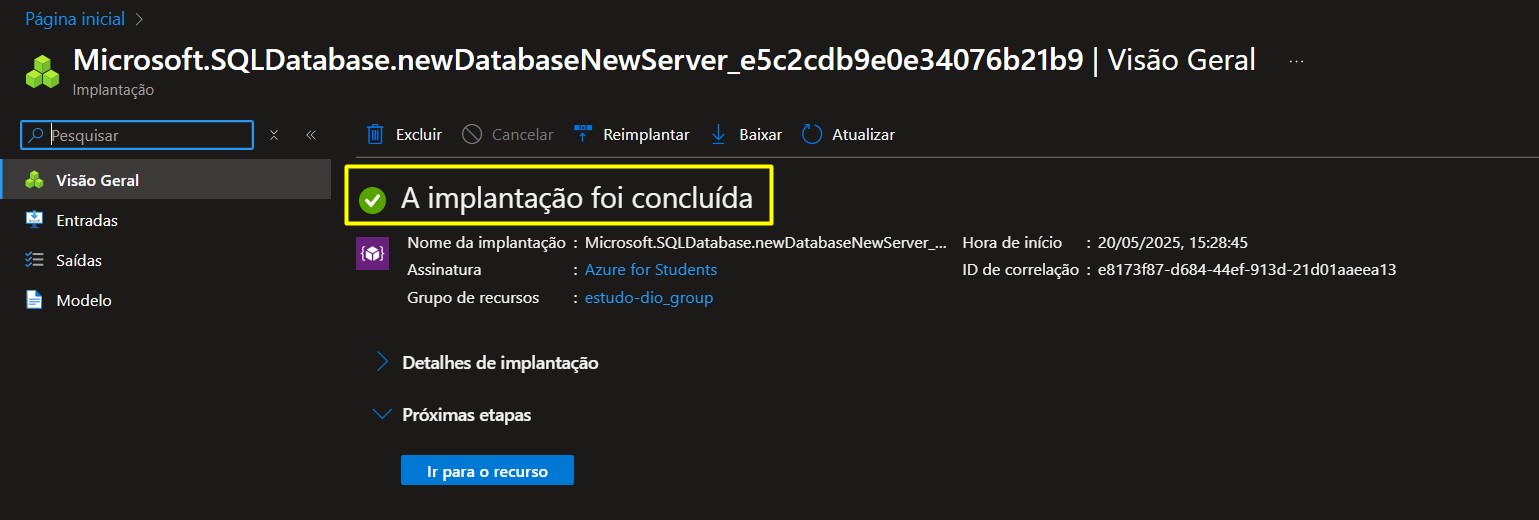 Página inicial >
Microsoft.SQLDatabase.newDatabaseNewServer_e5c2cdb9e0e34076b21b9 | Visão Geral ...
Implantação
Pesquisar
Excluir Cancelar Reimplantar Baixar Atualizar
Visão Geral
Entradas
Saídas
Modelo
A implantação foi concluída
Nome da implantação : Microsoft.SQLDatabase.newDatabaseNewServer_... Hora de início : 20/05/2025, 15:28:45
Assinatura : Azure for Students ID de correlação : e8173f87-d684-44ef-913d-21d01aaeea13
Grupo de recursos : estudo-dio_group
Detalhes de implantação
Próximas etapas
Ir para o recurso